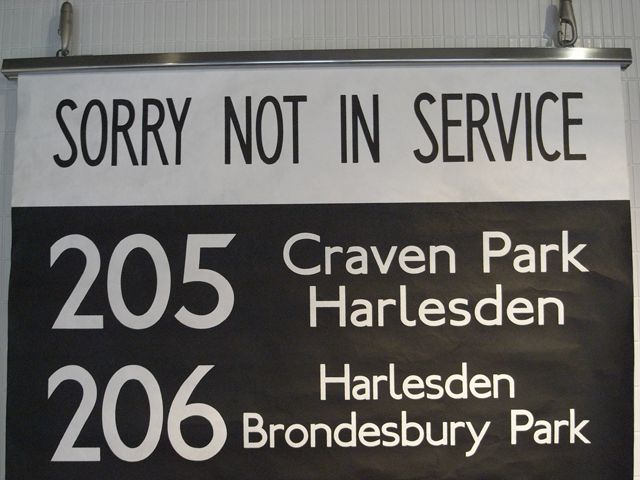 SORRY NOT IN SERVICE
205 Craven Park
Harlesden
206 Harlesden
Brondesbury Park